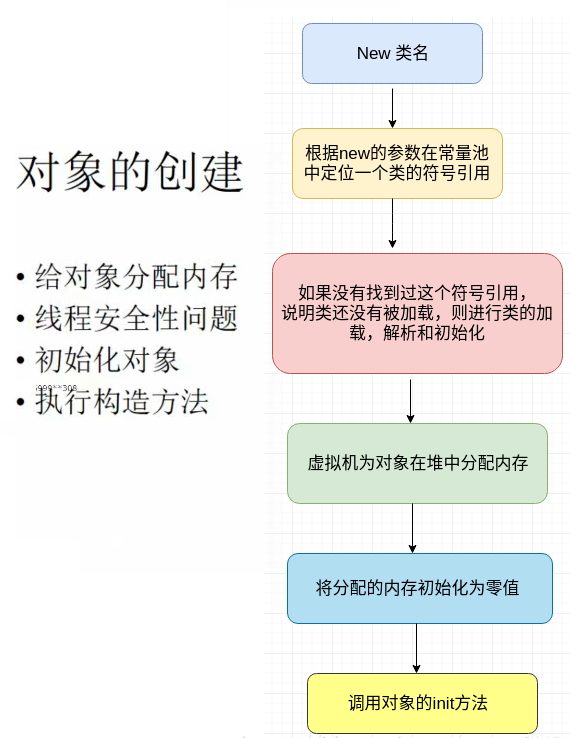 对象的创建
• 给对象分配内存
• 线程安全性问题
• 初始化对象
• 执行构造方法
New 类名
根据new的参数在常量池
中定位一个类的符号引用
如果没有找到过这个符号引用，
说明类还没有被加载，则进行类的加
载，解析和初始化
虚拟机为对象在堆中分配内存
将分配的内存初始化为零值
调用对象的init方法